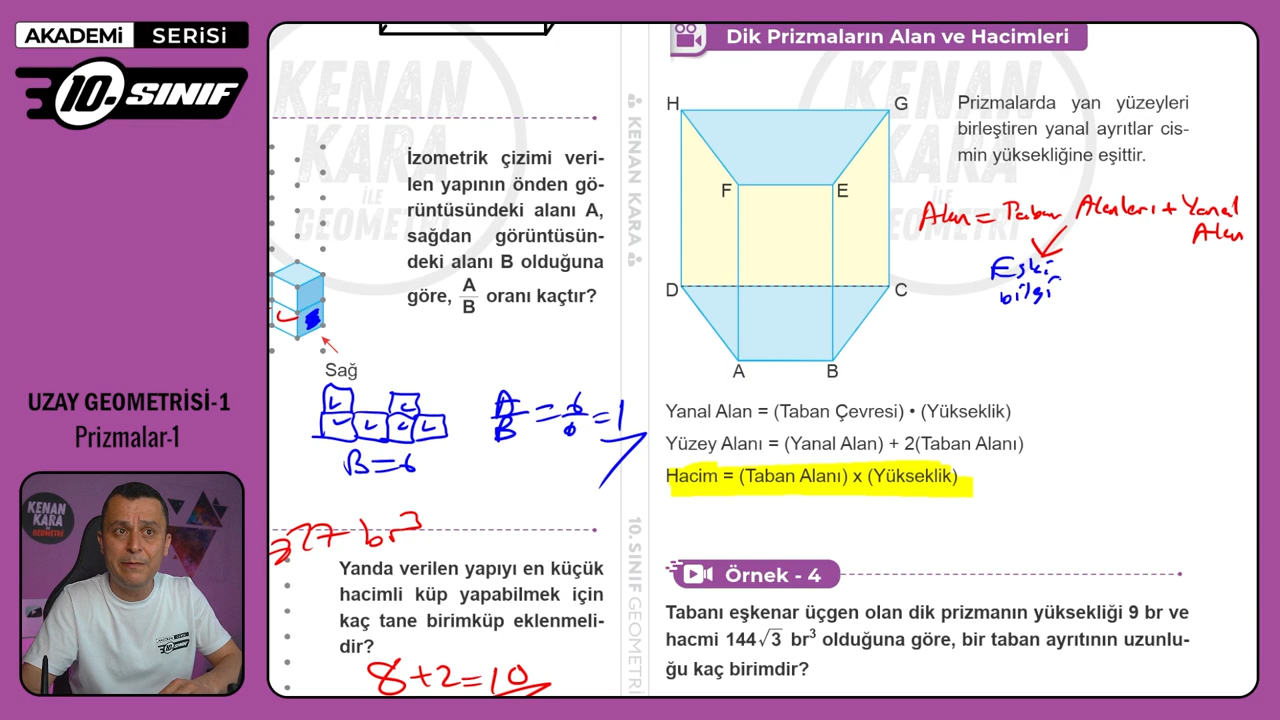 AKADEMİ SERİSİ
10. SINIF
UZAY GEOMETRİSİ-1
Prizmalar-1
KENAN
KARA
İLE
GEOMETRİ
İzometrik çizimi veri-
len yapının önden gö-
rüntüsündeki alanı A,
sağdan görüntüsün-
deki alanı B olduğuna
göre, A/B oranı kaçtır?
Sağ
B=6
A/B = 6/6 = 1
27 br³
Yanda verilen yapıyı en küçük
hacimli küp yapabilmek için
kaç tane birimküp eklenmeli-
dir?
8+2=10
KENAN KARA
10. SINIF GEOMETRİ
Dik Prizmaların Alan ve Hacimleri
H
G
F
E
D
C
A
B
Prizmalarda yan yüzeyleri
birleştiren yanal ayrıtlar cis-
min yüksekliğine eşittir.
Alan = Taban Alanları + Yanal
Alan
Eski
bilgi
Yanal Alan = (Taban Çevresi) • (Yükseklik)
Yüzey Alanı = (Yanal Alan) + 2(Taban Alanı)
Hacim = (Taban Alanı) x (Yükseklik)
Örnek - 4
Tabanı eşkenar üçgen olan dik prizmanın yüksekliği 9 br ve
hacmi 144√3 br³ olduğuna göre, bir taban ayrıtının uzunlu-
ğu kaç birimdir?